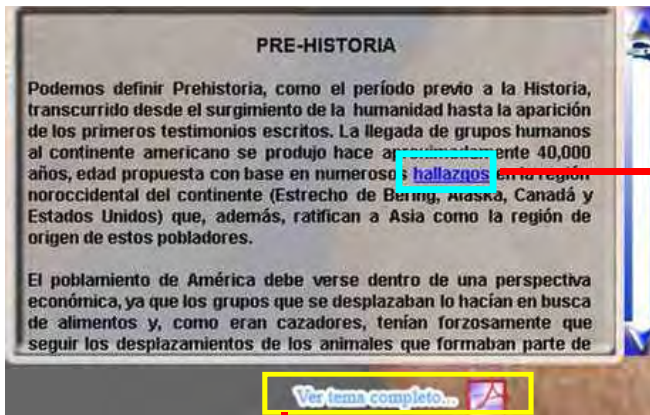 PRE-HISTORIA
Podemos definir Prehistoria, como el período previo a la Historia,
transcurrido desde el surgimiento de la humanidad hasta la aparición
de los primeros testimonios escritos. La llegada de grupos humanos
al continente americano se produjo hace aproximadamente 40,000
años, edad propuesta con base en numerosos hallazgos en la región
noroccidental del continente (Estrecho de Bering, Alaska, Canadá y
Estados Unidos) que, además, ratifican a Asia como la región de
origen de estos pobladores.
El poblamiento de América debe verse dentro de una perspectiva
económica, ya que los grupos que se desplazaban lo hacían en busca
de alimentos y, como eran cazadores, tenían forzosamente que
seguir los desplazamientos de los animales que formaban parte de
Ver tema completo...